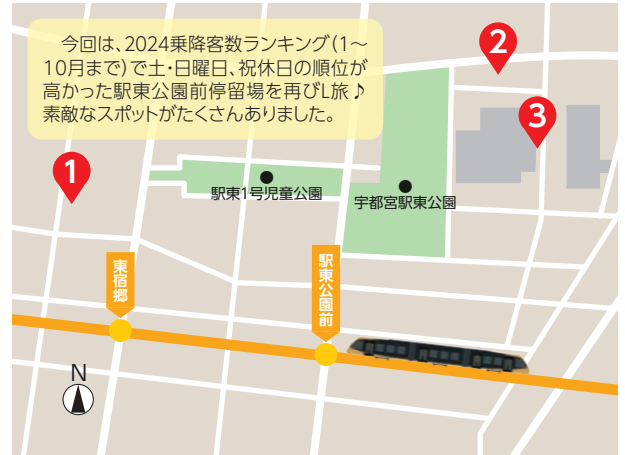 今回は、2024乗降客数ランキング(1～
10月まで)で土・日曜日、祝休日の順位が
高かった駅東公園前停留場を再びL旅♪
素敵なスポットがたくさんありました。
2
3
1
駅東1号児童公園
宇都宮駅東公園
東宿郷
駅東公園前
N